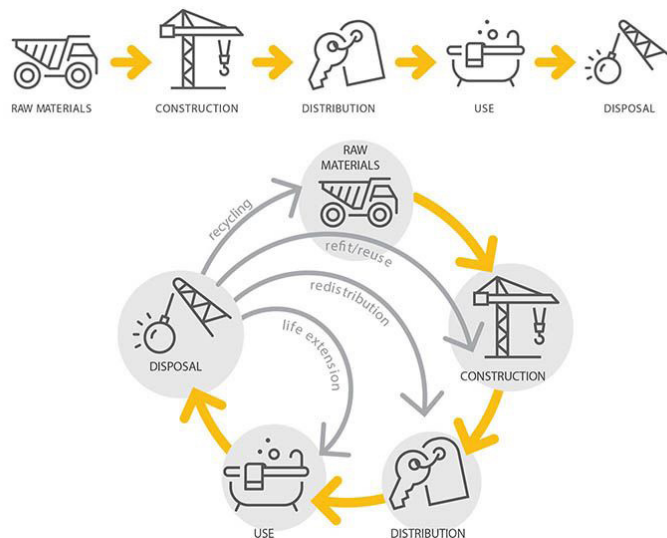 RAW MATERIALS
CONSTRUCTION
DISTRIBUTION
USE
DISPOSAL
RAW
MATERIALS
recycling
refit/reuse
redistribution
life extension
DISPOSAL
CONSTRUCTION
USE
DISTRIBUTION